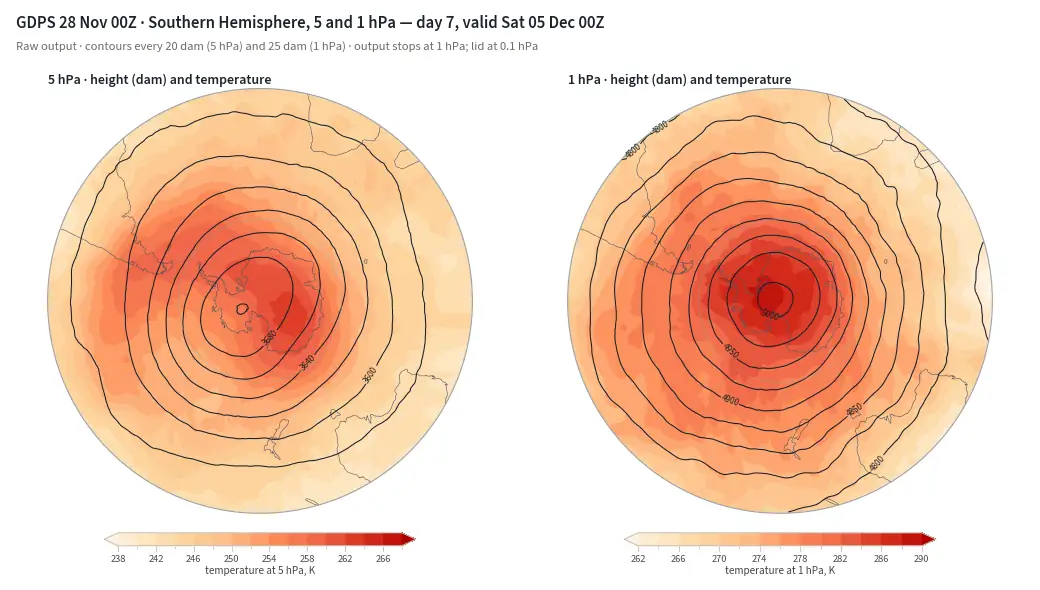 GDPS 28 Nov 00Z · Southern Hemisphere, 5 and 1 hPa — day 7, valid Sat 05 Dec 00Z
Raw output · contours every 20 dam (5 hPa) and 25 dam (1 hPa) · output stops at 1 hPa; lid at 0.1 hPa
5 hPa · height (dam) and temperature
1 hPa · height (dam) and temperature
3680
3640
3600
4800
4800
5000
4950
4900
4850
4800
238 242 246 250 254 258 262 266
temperature at 5 hPa, K
262 266 270 274 278 282 286 290
temperature at 1 hPa, K